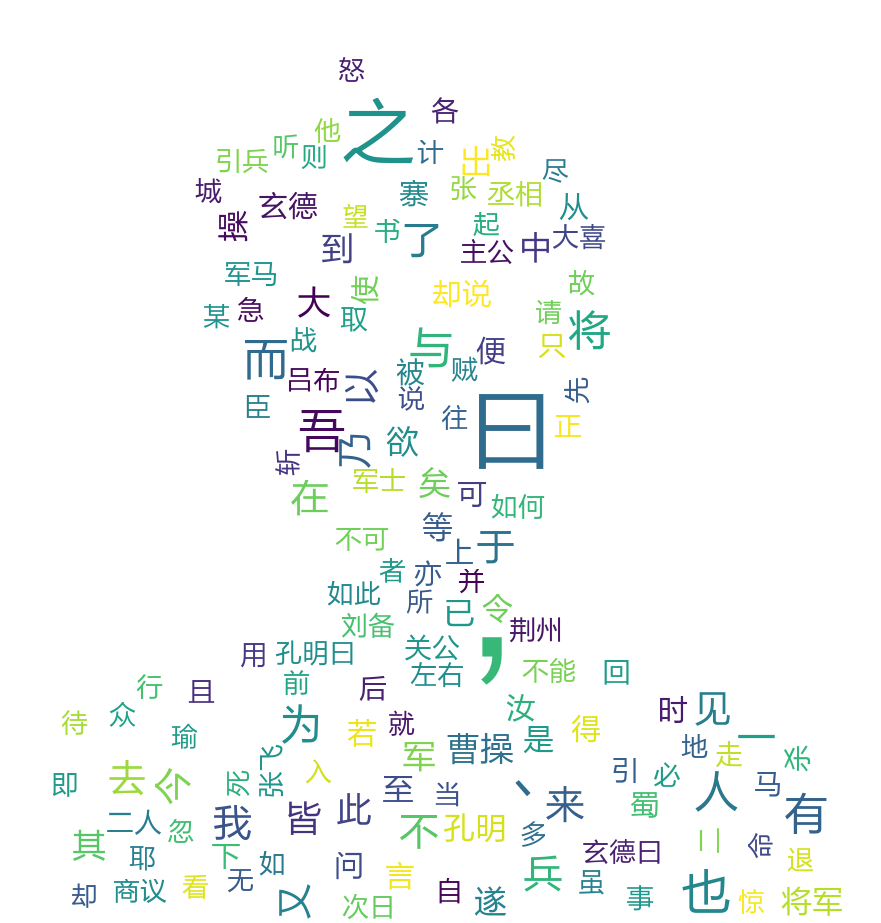 怒
之
各
他
引兵
听
则
计
巨
教
尽
城
操
玄德
望
书
寨
张
丞相
从
到
了
起
主公
中
大喜
军马
某
急
大
取
使
却说
故
请
将
而
战
与
贼
便
只
吕布
以
被
说
先
臣
吾
乃
欲
往
曰
正
斩
在
军士
矣
可
如何
不可
等
上
于
者
亦
并
如此
所
已
令
刘备
荆州
用
孔明曰
关公
左右
，
不能
回
行
且
前
后
待
众
瑜
为
若
就
汝
得
时
见
一
军
曹操
是
地
走
杀
即
去
今
死
张飞
入
至
当
、
来
引
必
人
马
有
其
二人
忽
我
皆
此
不
孔明
多
蜀
二
命
耶
下
如
问
兵
玄德曰
退
却
商议
看
无
又
次日
言
自
遂
虽
事
也
惊
将军